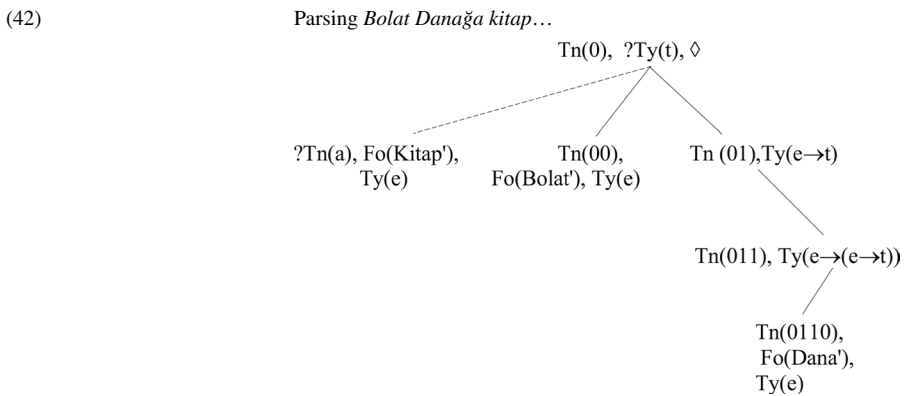 (42) Parsing Bolat Danağa kitap…
Tn(0), ?Ty(t), ◊
?Tn(a), Fo(Kitap'),
Ty(e)
Tn(00),
Fo(Bolat'), Ty(e)
Tn (01),Ty(e→t)
Tn(011), Ty(e→(e→t))
Tn(0110),
Fo(Dana'),
Ty(e)